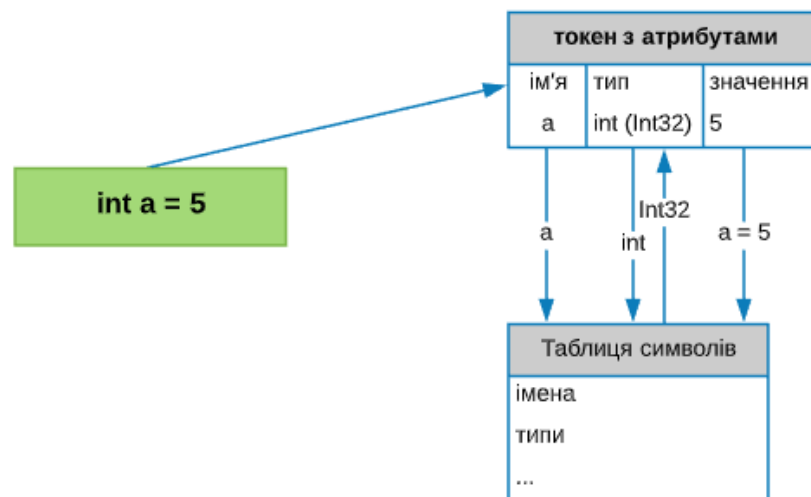 токен з атрибутами
ім'я тип значення
a int (Int32) 5
int a = 5
Int32
a int a = 5
Таблиця символів
імена
типи
...